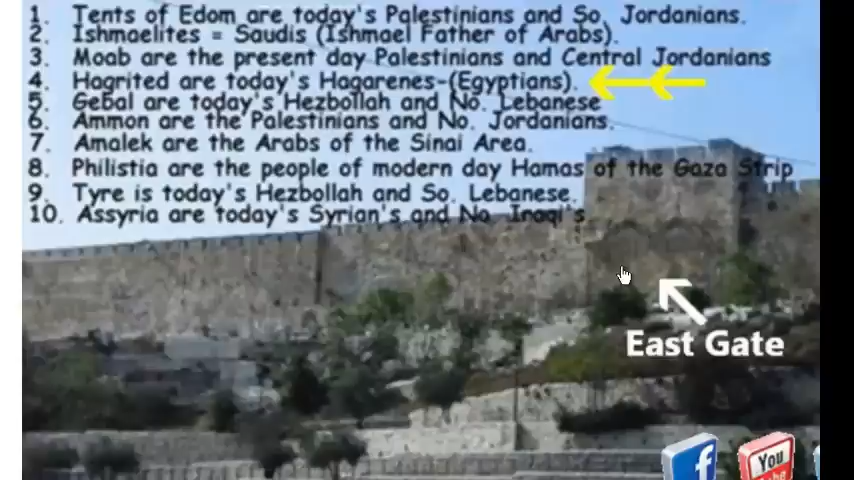 1. Tents of Edom are today's Palestinians and So. Jordanians.
2. Ishmaelites = Saudis (Ishmael Father of Arabs).
3. Moab are the present day Palestinians and Central Jordanians
4. Hagrited are today's Hagarenes-(Egyptians).
5. Gebal are today's Hezbollah and No. Lebanese
6. Ammon are the Palestinians and No. Jordanians.
7. Amalek are the Arabs of the Sinai Area.
8. Philistia are the people of modern day Hamas of the Gaza Strip
9. Tyre is today's Hezbollah and So. Lebanese.
10. Assyria are today's Syrian's and No. Iraqi's.
East Gate
f
You